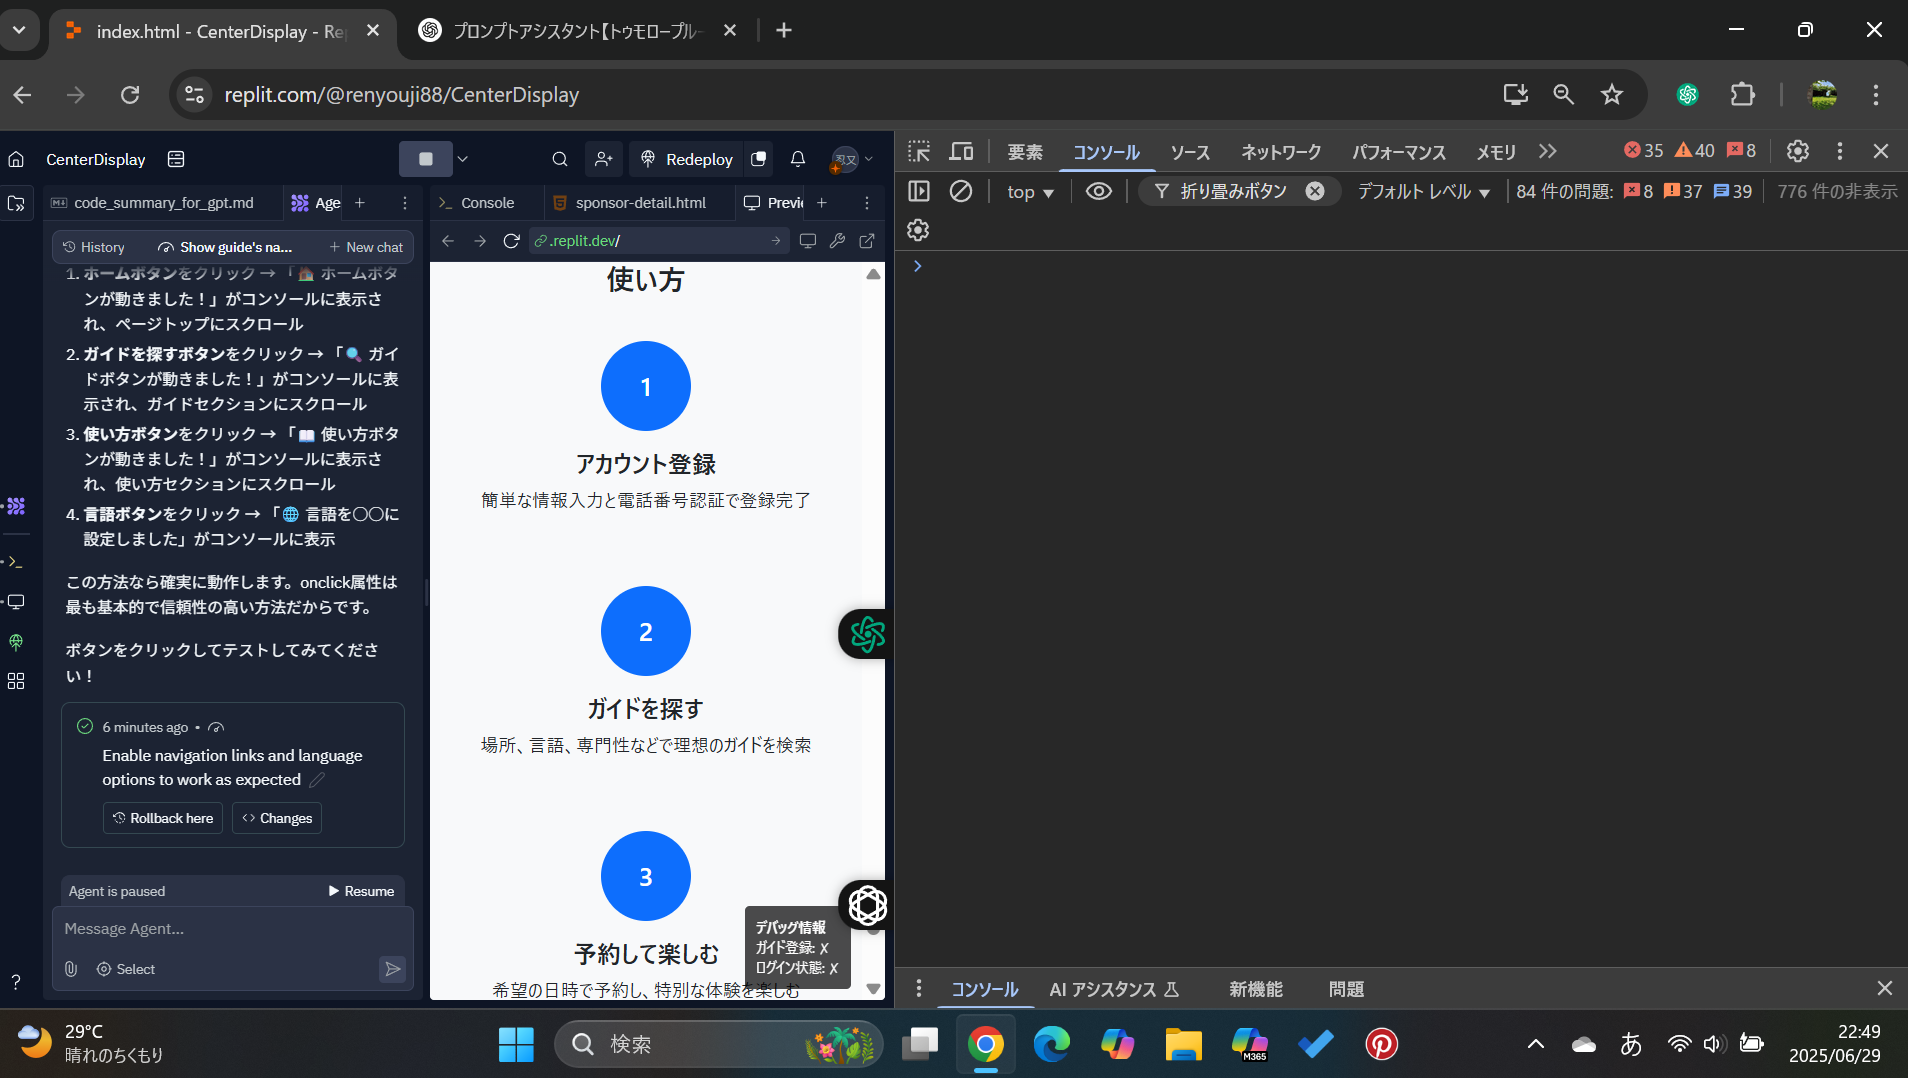 index.html - CenterDisplay - Rep
プロンプトアシスタント【トゥモロープルー
replit.com/@renyouji88/CenterDisplay
CenterDisplay
Redeploy
忍又
code_summary_for_gpt.md
Age
History
Show guide's na...
New chat
1. ホームボタンをクリック → 「🏠 ホームボタ
ンが動きました！」がコンソールに表示さ
れ、ページトップにスクロール
2. ガイドを探すボタンをクリック → 「🔍 ガイ
ドボタンが動きました！」がコンソールに表
示され、ガイドセクションにスクロール
3. 使い方ボタンをクリック → 「📖 使い方ボタ
ンが動きました！」がコンソールに表示さ
れ、使い方セクションにスクロール
4. 言語ボタンをクリック → 「🌐 言語を〇〇に
設定しました」がコンソールに表示
この方法なら確実に動作します。onclick属性は
最も基本的で信頼性の高い方法だからです。
ボタンをクリックしてテストしてみてくださ
い！
6 minutes ago •
Enable navigation links and language
options to work as expected
Rollback here
Changes
Agent is paused
Resume
Message Agent...
Select
Console
sponsor-detail.html
Previ
.replit.dev/
使い方
1
アカウント登録
簡単な情報入力と電話番号認証で登録完了
2
ガイドを探す
場所、言語、専門性などで理想のガイドを検索
3
予約して楽しむ
希望の日時で予約し、特別な体験を楽しむ
デバッグ情報
ガイド登録: ✗
ログイン状態: ✗
要素
コンソール
ソース
ネットワーク
パフォーマンス
メモリ
35
40
8
top
折り畳みボタン
デフォルト レベル
84 件の問題:
8
37
39
776 件の非表示
コンソール
AI アシスタンス
新機能
問題
29°C
晴れのちくもり
検索
M365
あ
22:49
2025/06/29